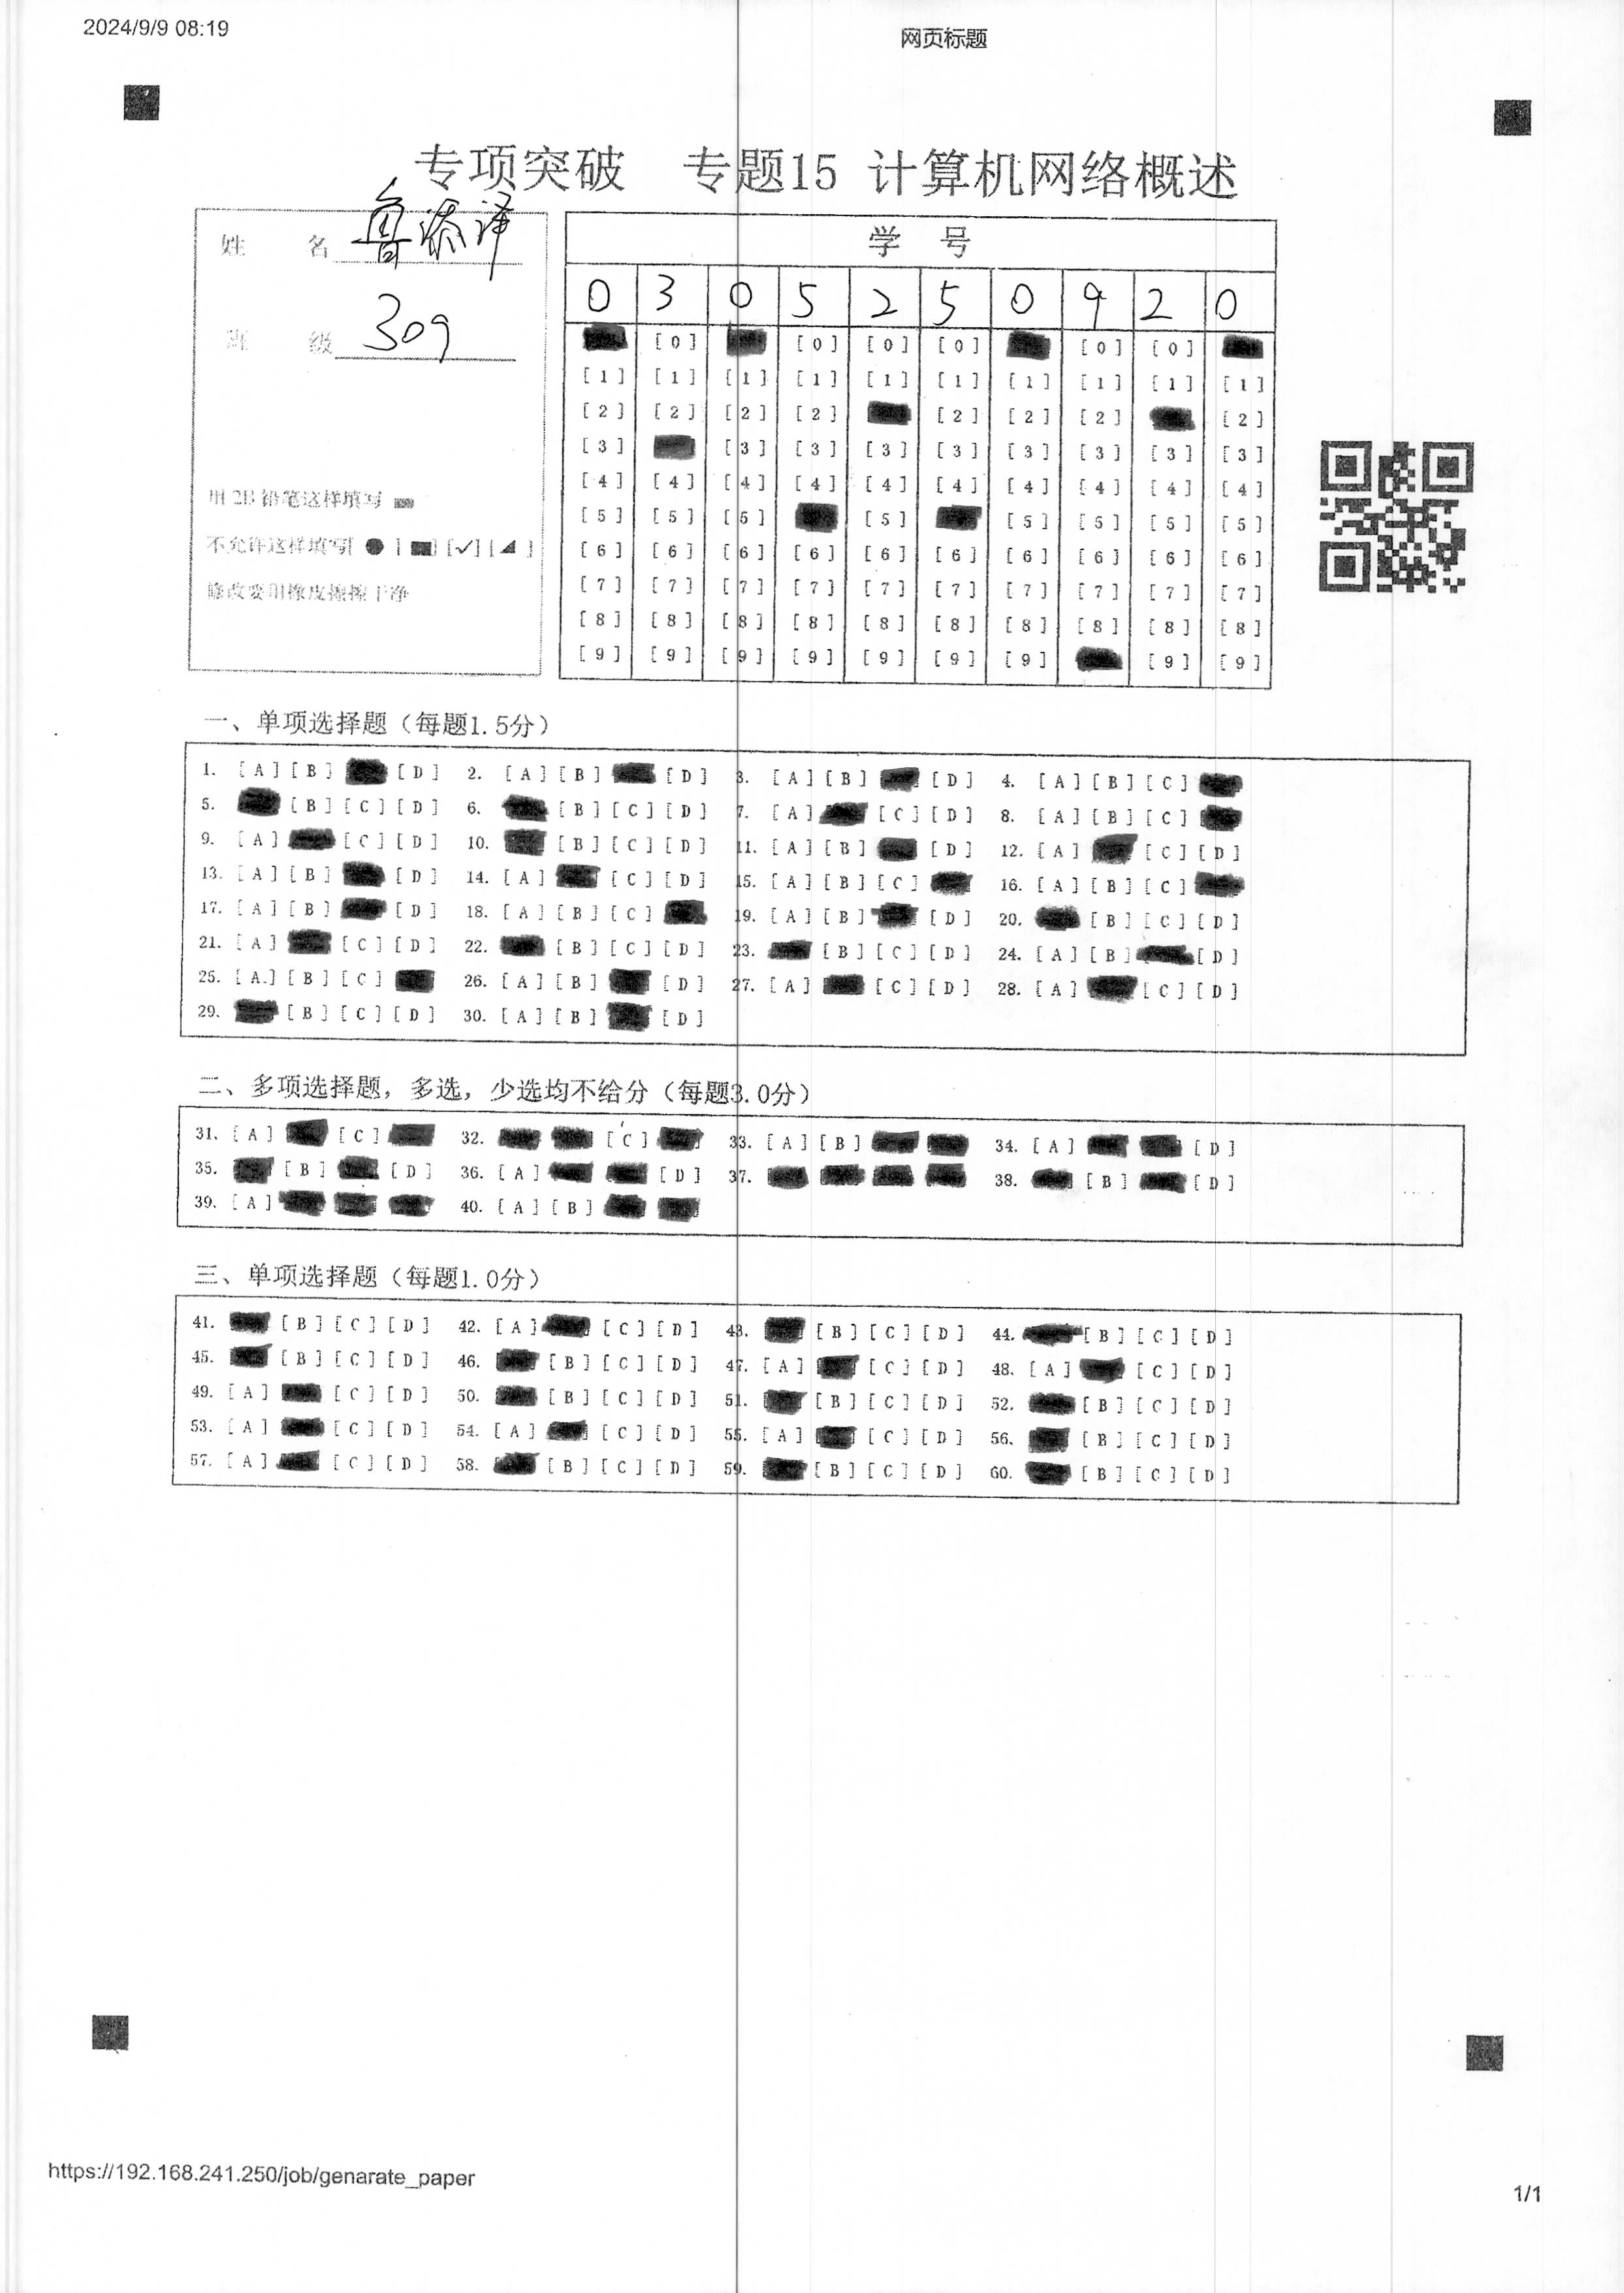 2024/9/9 08:19
网页标题
专项突破 专题15 计算机网络概述
姓 名 鲁添泽
班 级 309
用 2B 铅笔这样填写
不允许这样填写[ ● ] [■] [✓] [◢ ]
修改要用橡皮擦擦干净
学 号
0 3 0 5 2 5 0 9 2 0
[0] [0] [0] [0] [0] [0]
[1] [1] [1] [1] [1] [1] [1] [1] [1] [1]
[2] [2] [2] [2] [2] [2] [2] [2]
[3] [3] [3] [3] [3] [3] [3] [3] [3]
[4] [4] [4] [4] [4] [4] [4] [4] [4] [4]
[5] [5] [5] [5] [5] [5] [5] [5]
[6] [6] [6] [6] [6] [6] [6] [6] [6] [6]
[7] [7] [7] [7] [7] [7] [7] [7] [7] [7]
[8] [8] [8] [8] [8] [8] [8] [8] [8] [8]
[9] [9] [9] [9] [9] [9] [9] [9] [9]
一、单项选择题（每题1.5分）
1. [A] [B] [D] 2. [A] [B] [D] 3. [A] [B] [D] 4. [A] [B] [C]
5. [B] [C] [D] 6. [B] [C] [D] 7. [A] [C] [D] 8. [A] [B] [C]
9. [A] [C] [D] 10. [B] [C] [D] 11. [A] [B] [D] 12. [A] [C] [D]
13. [A] [B] [D] 14. [A] [C] [D] 15. [A] [B] [C] 16. [A] [B] [C]
17. [A] [B] [D] 18. [A] [B] [C] 19. [A] [B] [D] 20. [B] [C] [D]
21. [A] [C] [D] 22. [B] [C] [D] 23. [B] [C] [D] 24. [A] [B] [D]
25. [A] [B] [C] 26. [A] [B] [D] 27. [A] [C] [D] 28. [A] [C] [D]
29. [B] [C] [D] 30. [A] [B] [D]
二、多项选择题，多选，少选均不给分（每题3.0分）
31. [A] [C] 32. [C] 33. [A] [B] 34. [A] [D]
35. [B] [D] 36. [A] [D] 37. 38. [B] [D]
39. [A] 40. [A] [B]
三、单项选择题（每题1.0分）
41. [B] [C] [D] 42. [A] [C] [D] 43. [B] [C] [D] 44. [B] [C] [D]
45. [B] [C] [D] 46. [B] [C] [D] 47. [A] [C] [D] 48. [A] [C] [D]
49. [A] [C] [D] 50. [B] [C] [D] 51. [B] [C] [D] 52. [B] [C] [D]
53. [A] [C] [D] 54. [A] [C] [D] 55. [A] [C] [D] 56. [B] [C] [D]
57. [A] [C] [D] 58. [B] [C] [D] 59. [B] [C] [D] 60. [B] [C] [D]
https://192.168.241.250/job/genarate_paper
1/1